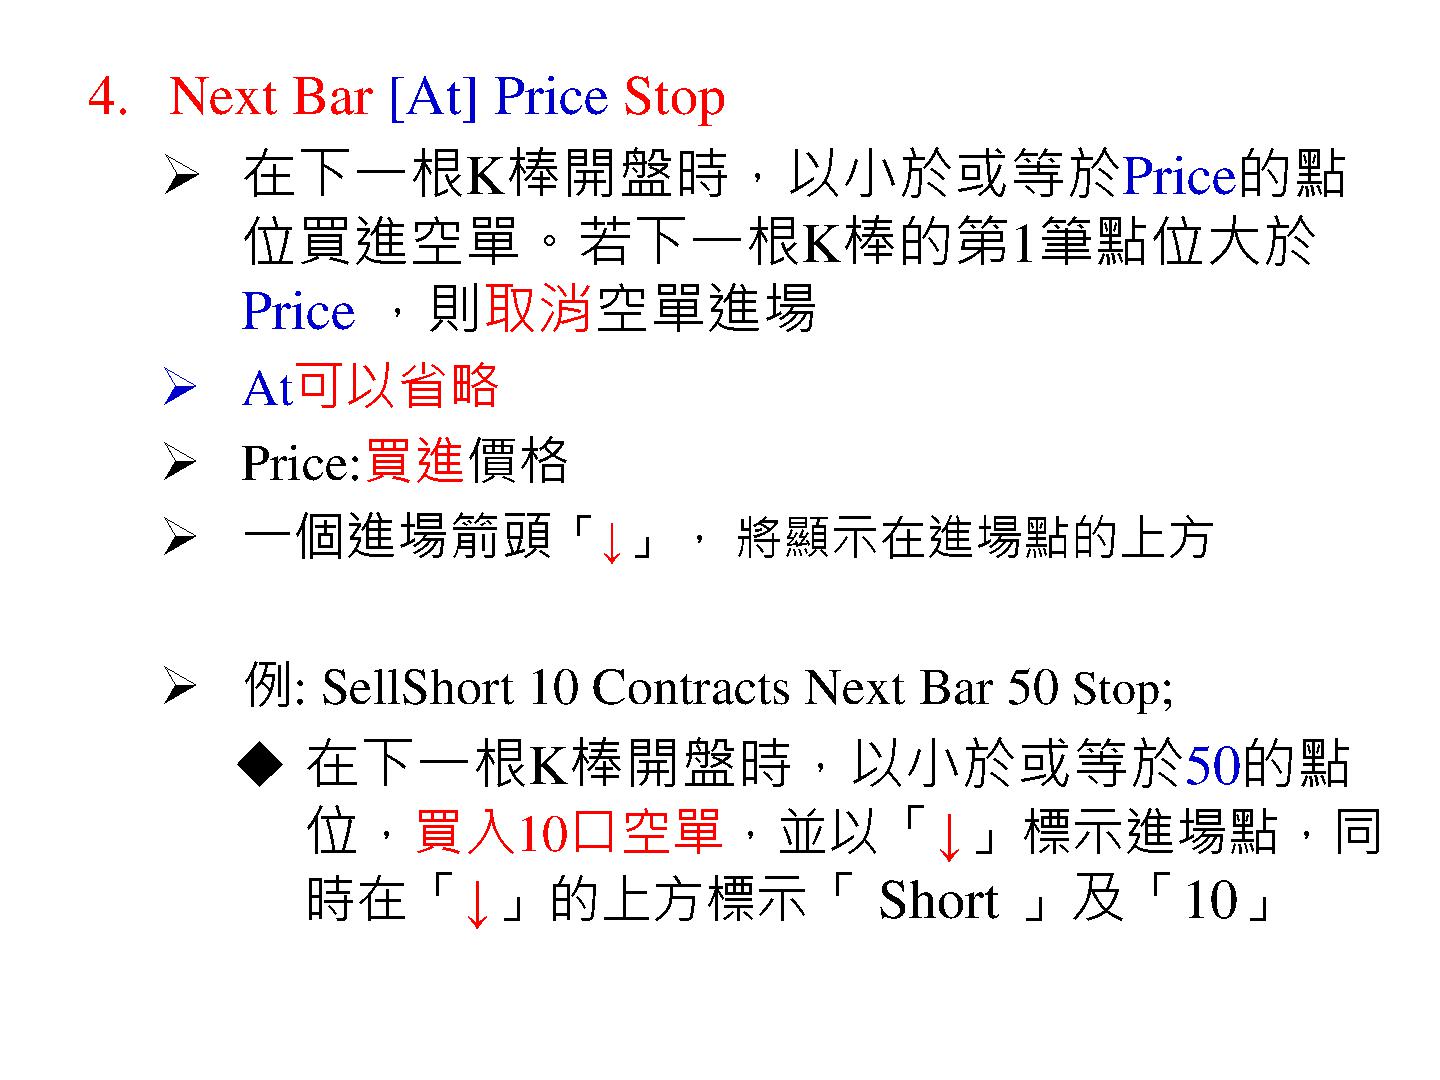 4. Next Bar [At] Price Stop
➢ 在下一根K棒開盤時，以小於或等於Price的點
位買進空單。若下一根K棒的第1筆點位大於
Price ，則取消空單進場
➢ At可以省略
➢ Price:買進價格
➢ 一個進場箭頭「↓」， 將顯示在進場點的上方
➢ 例: SellShort 10 Contracts Next Bar 50 Stop;
◆ 在下一根K棒開盤時，以小於或等於50的點
位，買入10口空單，並以「↓」標示進場點，同
時在「↓」的上方標示「 Short 」及「10」